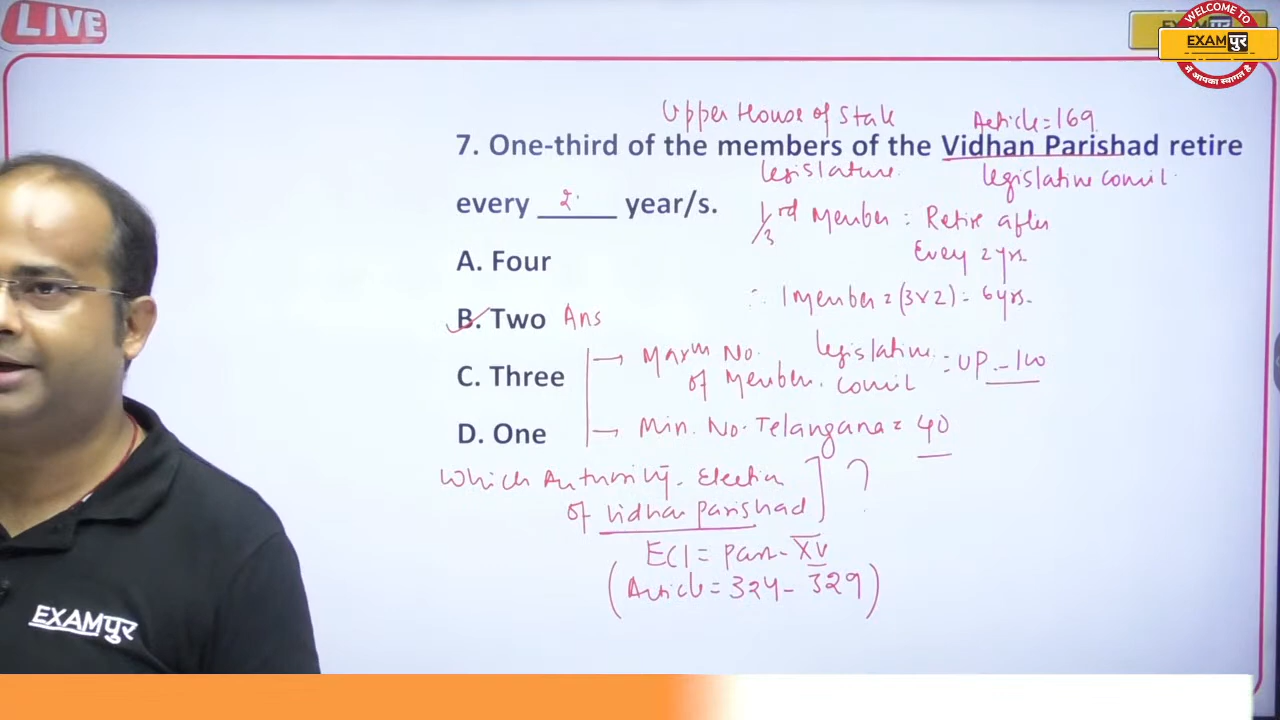 LIVE
WELCOME TO
EXAMपुर
में आपका स्वागत है
Upper House of State Article=169
7. One-third of the members of the Vidhan Parishad retire
legislature. legislative council.
every 2 year/s.
1/3rd Member : Retire after
Every 2 yrs.
A. Four
∴ 1 Member = (3×2) = 6 yrs.
B. Two Ans
→ Maxm No. legislative = UP - 100
of Member. council
C. Three
→ Min. No. Telangana = 40
D. One
Which Authority - Election ?
of Vidhan Parishad
ECI = Part - XV
(Article = 324 - 329)
EXAMपुर